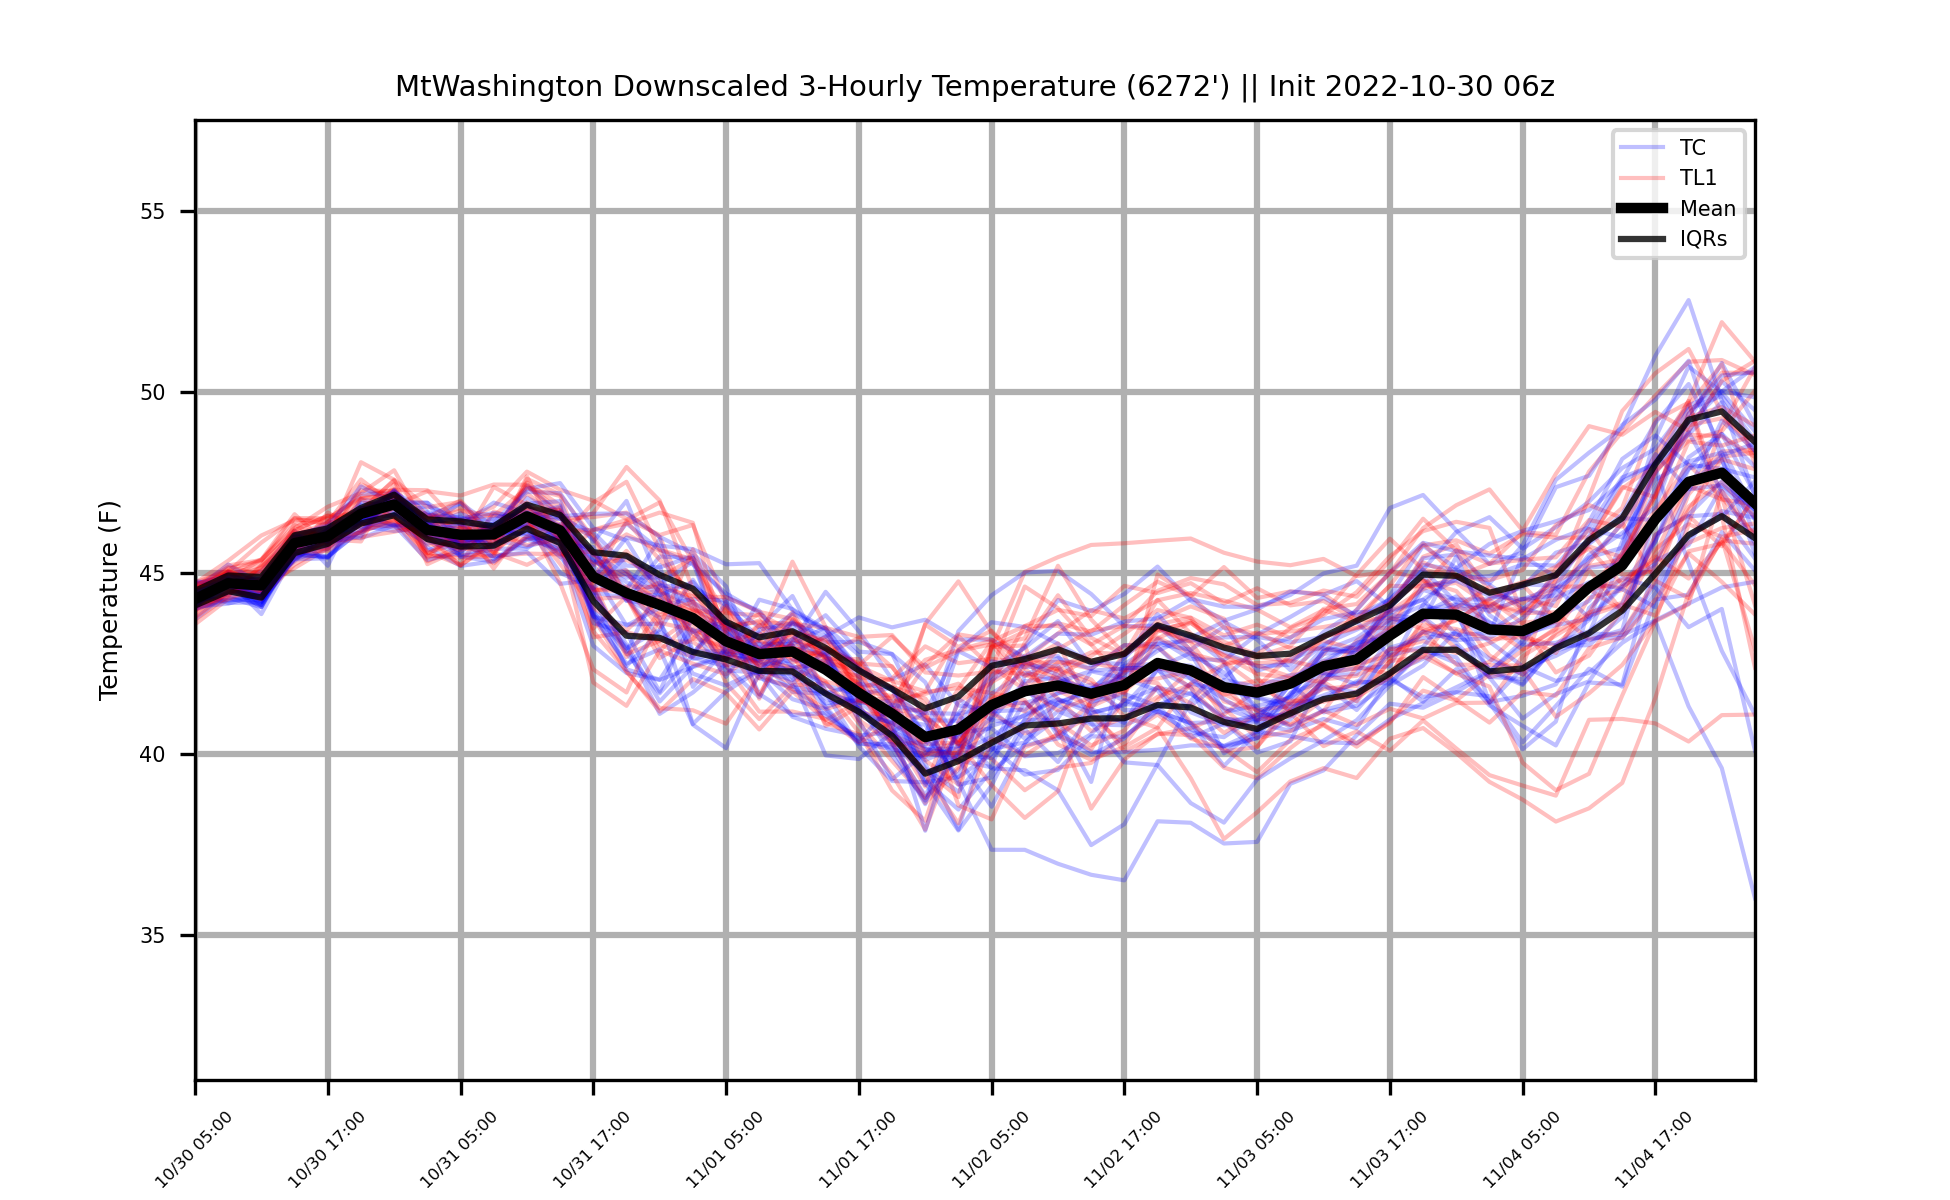 MtWashington Downscaled 3-Hourly Temperature (6272') || Init 2022-10-30 06z
TC
TL1
Mean
IQRs
Temperature (F)
55
50
45
40
35
10/30 05:00
10/30 17:00
10/31 05:00
10/31 17:00
11/01 05:00
11/01 17:00
11/02 05:00
11/02 17:00
11/03 05:00
11/03 17:00
11/04 05:00
11/04 17:00